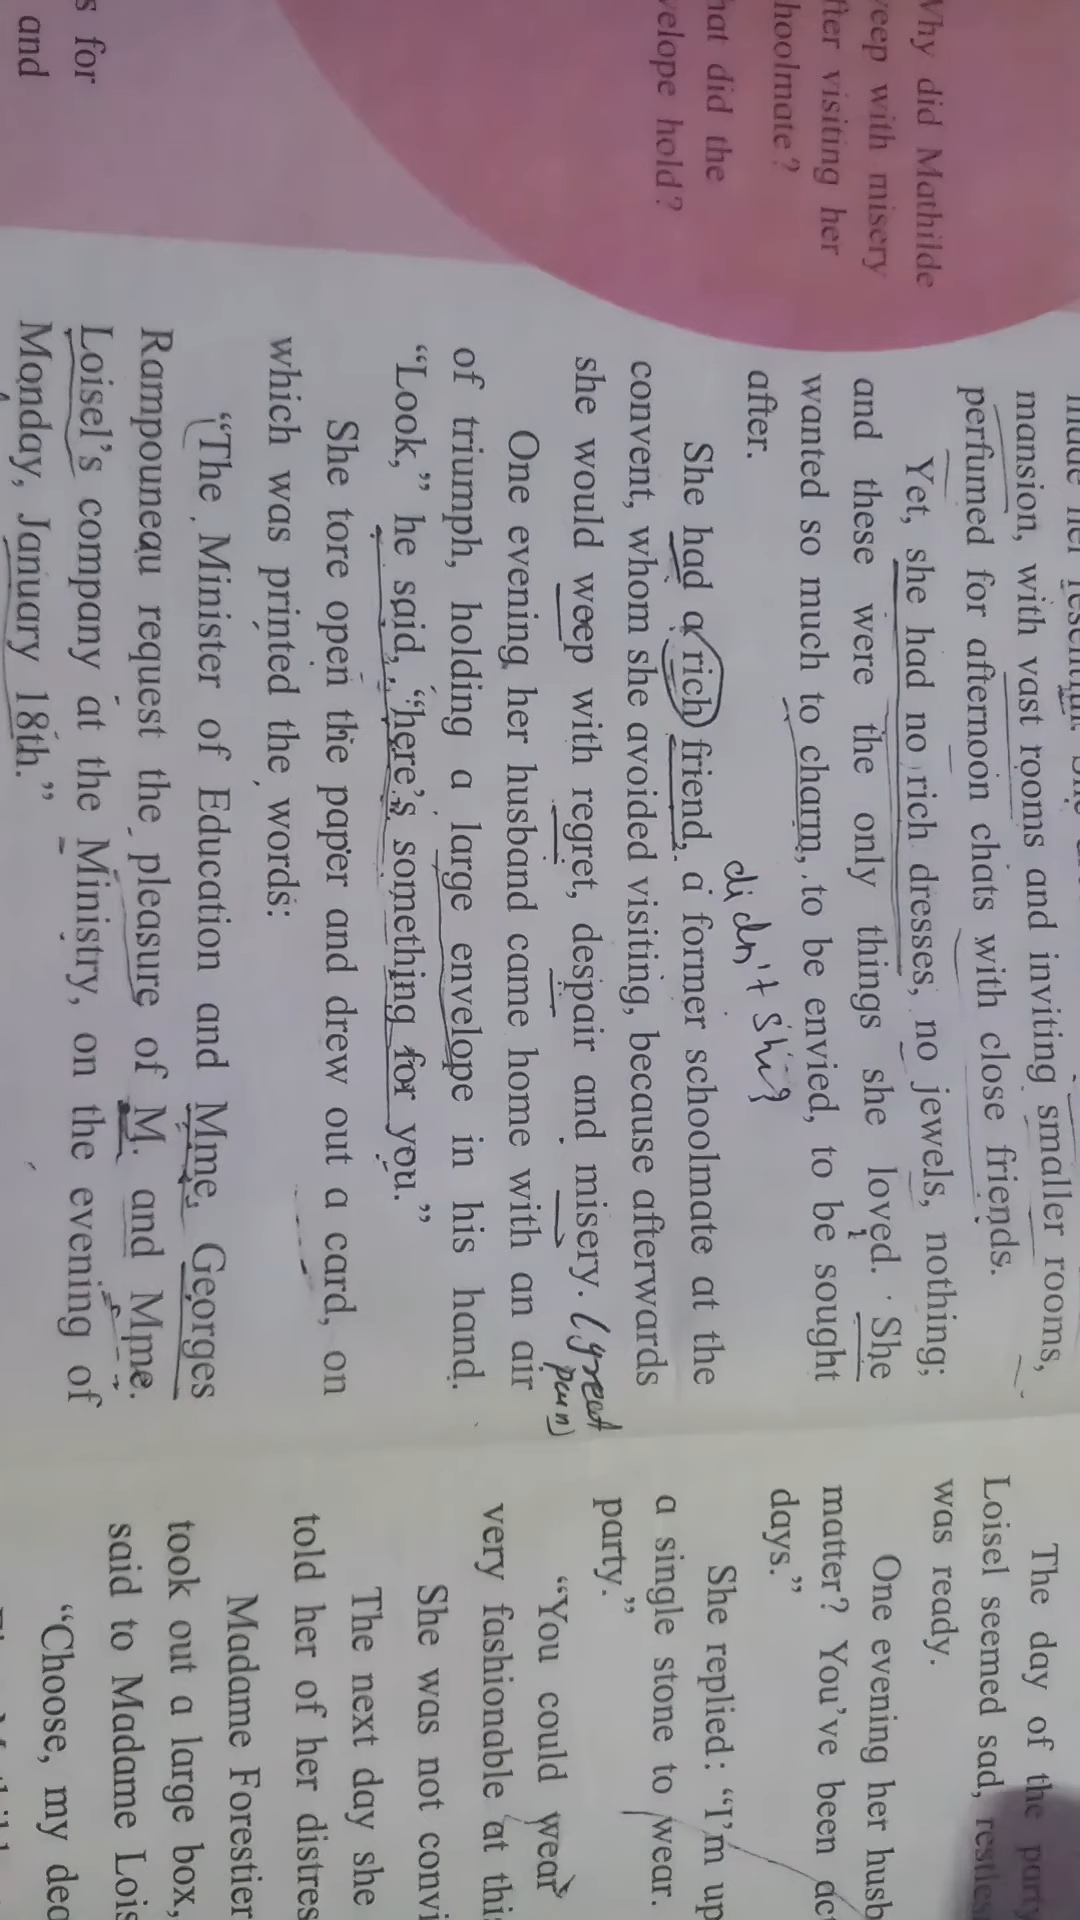 Why did Mathilde
weep with misery
after visiting her
schoolmate?
What did the
envelope hold?
s for
and
mansion, with vast rooms and inviting smaller rooms,
perfumed for afternoon chats with close friends.
Yet, she had no rich dresses, no jewels, nothing;
and these were the only things she loved. She
wanted so much to charm, to be envied, to be sought
after.
didn't she?
She had a rich friend, a former schoolmate at the
convent, whom she avoided visiting, because afterwards
she would weep with regret, despair and misery. (great
pain)
One evening her husband came home with an air
of triumph, holding a large envelope in his hand.
“Look,” he said, “here's something for you.”
She tore open the paper and drew out a card, on
which was printed the words:
“The Minister of Education and Mme. Georges
Rampouneau request the pleasure of M. and Mme.
Loisel's company at the Ministry, on the evening of
Monday, January 18th.”
The day of the party
Loisel seemed sad, restless
was ready.
One evening her husb
matter? You've been act
days.”
She replied: “I'm up
a single stone to wear.
party.”
“You could wear
very fashionable at this
She was not convi
The next day she
told her of her distres
Madame Forestier
took out a large box,
said to Madame Lois
“Choose, my dea